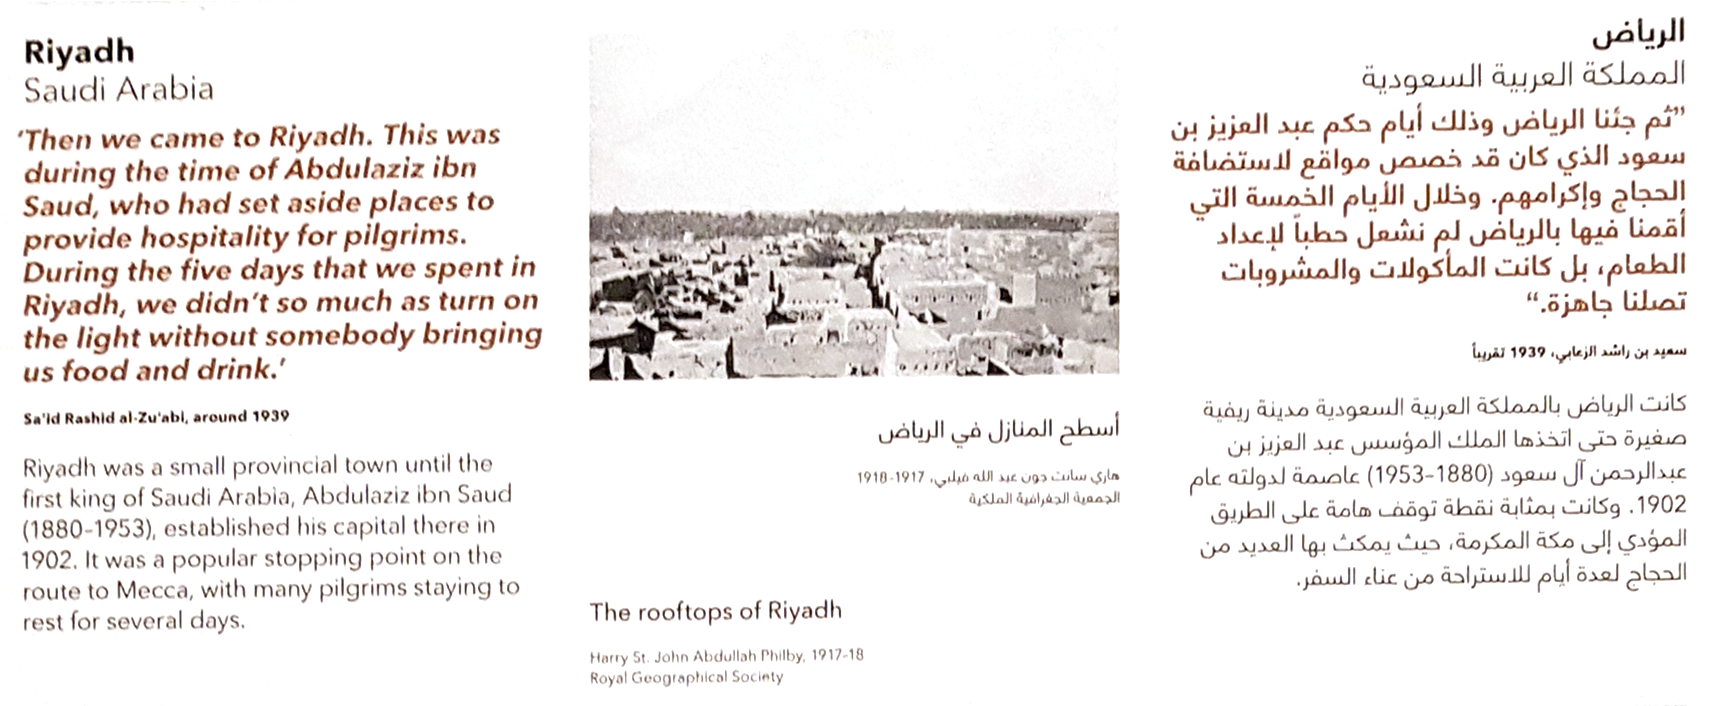 Riyadh
Saudi Arabia
'Then we came to Riyadh. This was
during the time of Abdulaziz ibn
Saud, who had set aside places to
provide hospitality for pilgrims.
During the five days that we spent in
Riyadh, we didn't so much as turn on
the light without somebody bringing
us food and drink.'
Sa'id Rashid al-Zu'abi, around 1939
Riyadh was a small provincial town until the
first king of Saudi Arabia, Abdulaziz ibn Saud
(1880-1953), established his capital there in
1902. It was a popular stopping point on the
route to Mecca, with many pilgrims staying to
rest for several days.
أسطح المنازل في الرياض
هاري سانت جون عبد الله فيلبي، 1917-1918
الجمعية الجغرافية الملكية
The rooftops of Riyadh
Harry St. John Abdullah Philby, 1917-18
Royal Geographical Society
الرياض
المملكة العربية السعودية
”ثم جئنا الرياض وذلك أيام حكم عبد العزيز بن
سعود الذي كان قد خصص مواقع لاستضافة
الحجاج وإكرامهم. وخلال الأيام الخمسة التي
أقمنا فيها بالرياض لم نشعل حطباً لإعداد
الطعام، بل كانت المأكولات والمشروبات
تصلنا جاهزة.“
سعيد بن راشد الزعابي، 1939 تقريباً
كانت الرياض بالمملكة العربية السعودية مدينة ريفية
صغيرة حتى اتخذها الملك المؤسس عبد العزيز بن
عبدالرحمن آل سعود (1880-1953) عاصمة لدولته عام
1902. وكانت بمثابة نقطة توقف هامة على الطريق
المؤدي إلى مكة المكرمة، حيث يمكث بها العديد من
الحجاج لعدة أيام للاستراحة من عناء السفر.